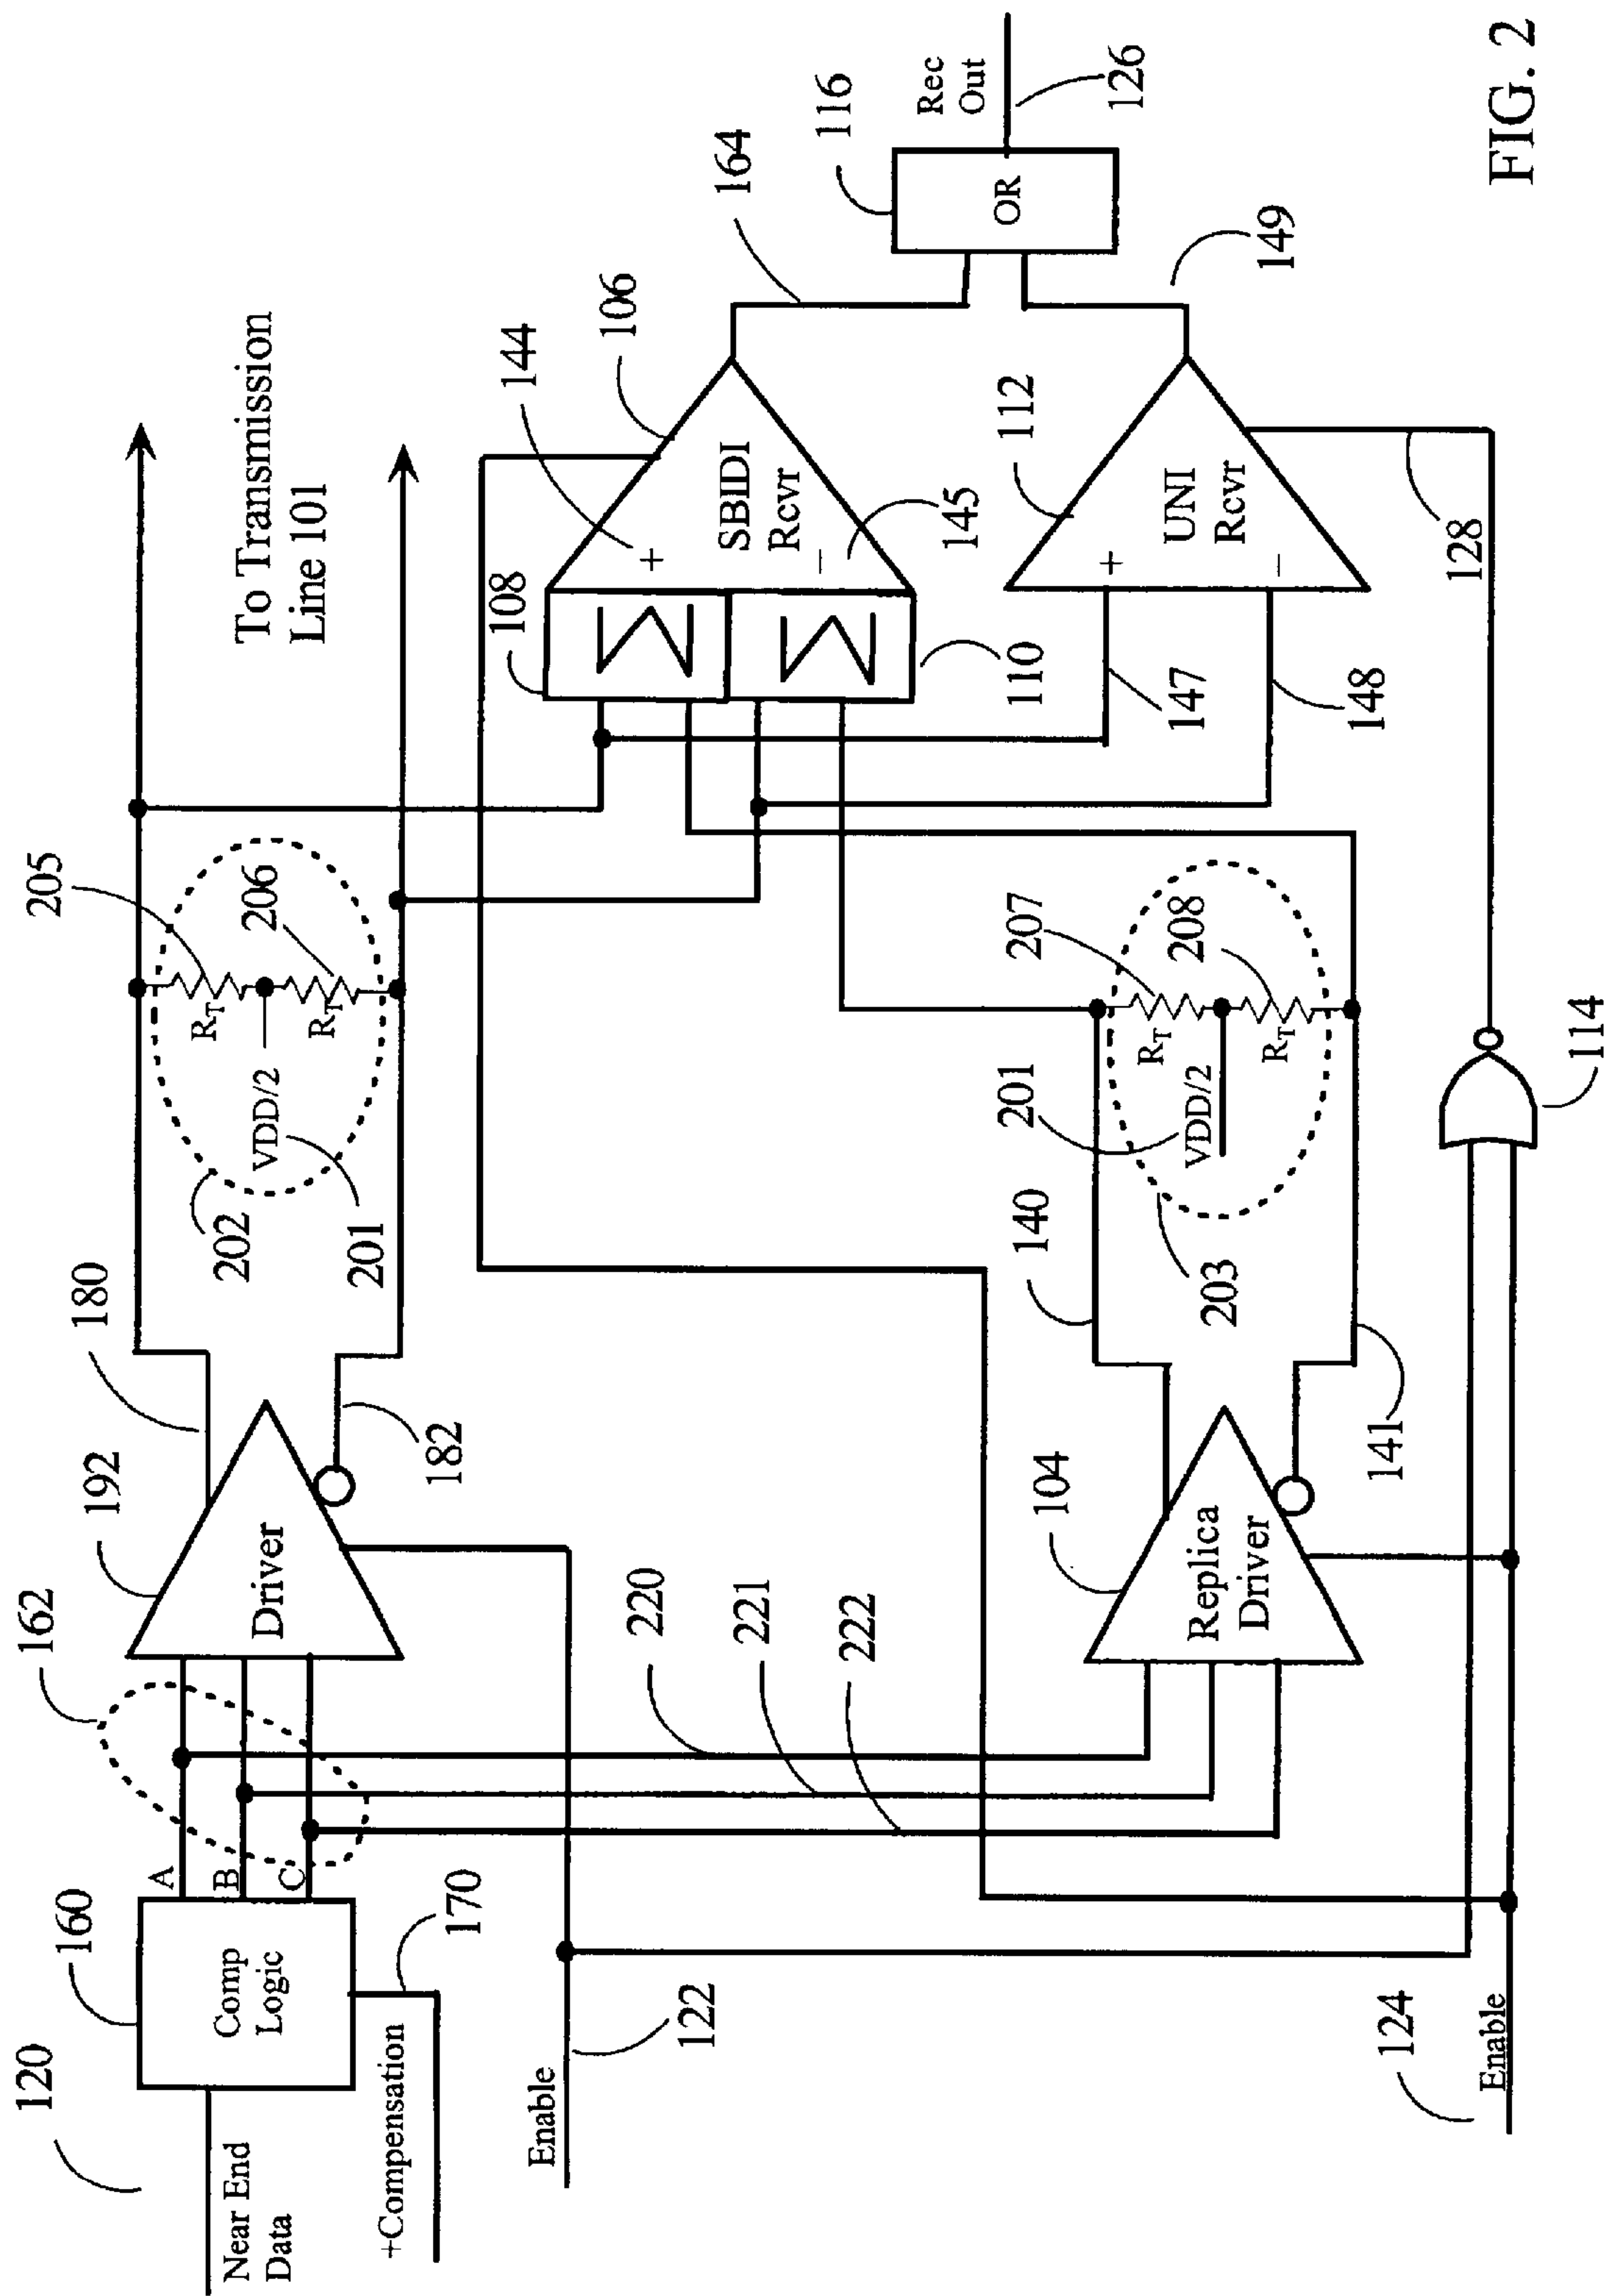 120
Near End
Data
160
Comp
Logic
A
B
C
+Compensation
170
162
192
Driver
180
182
Enable
122
220
221
222
202
201
VDD/2
205
206
R_T
R_T
To Transmission
Line 101
108
110
144
145
106
+
SBIDI
Rcvr
−
Σ
Σ
164
116
OR
Rec
Out
126
149
112
+
UNI
Rcvr
−
147
148
128
104
Replica
Driver
140
141
203
201
VDD/2
207
208
R_T
R_T
114
124
Enable
FIG. 2